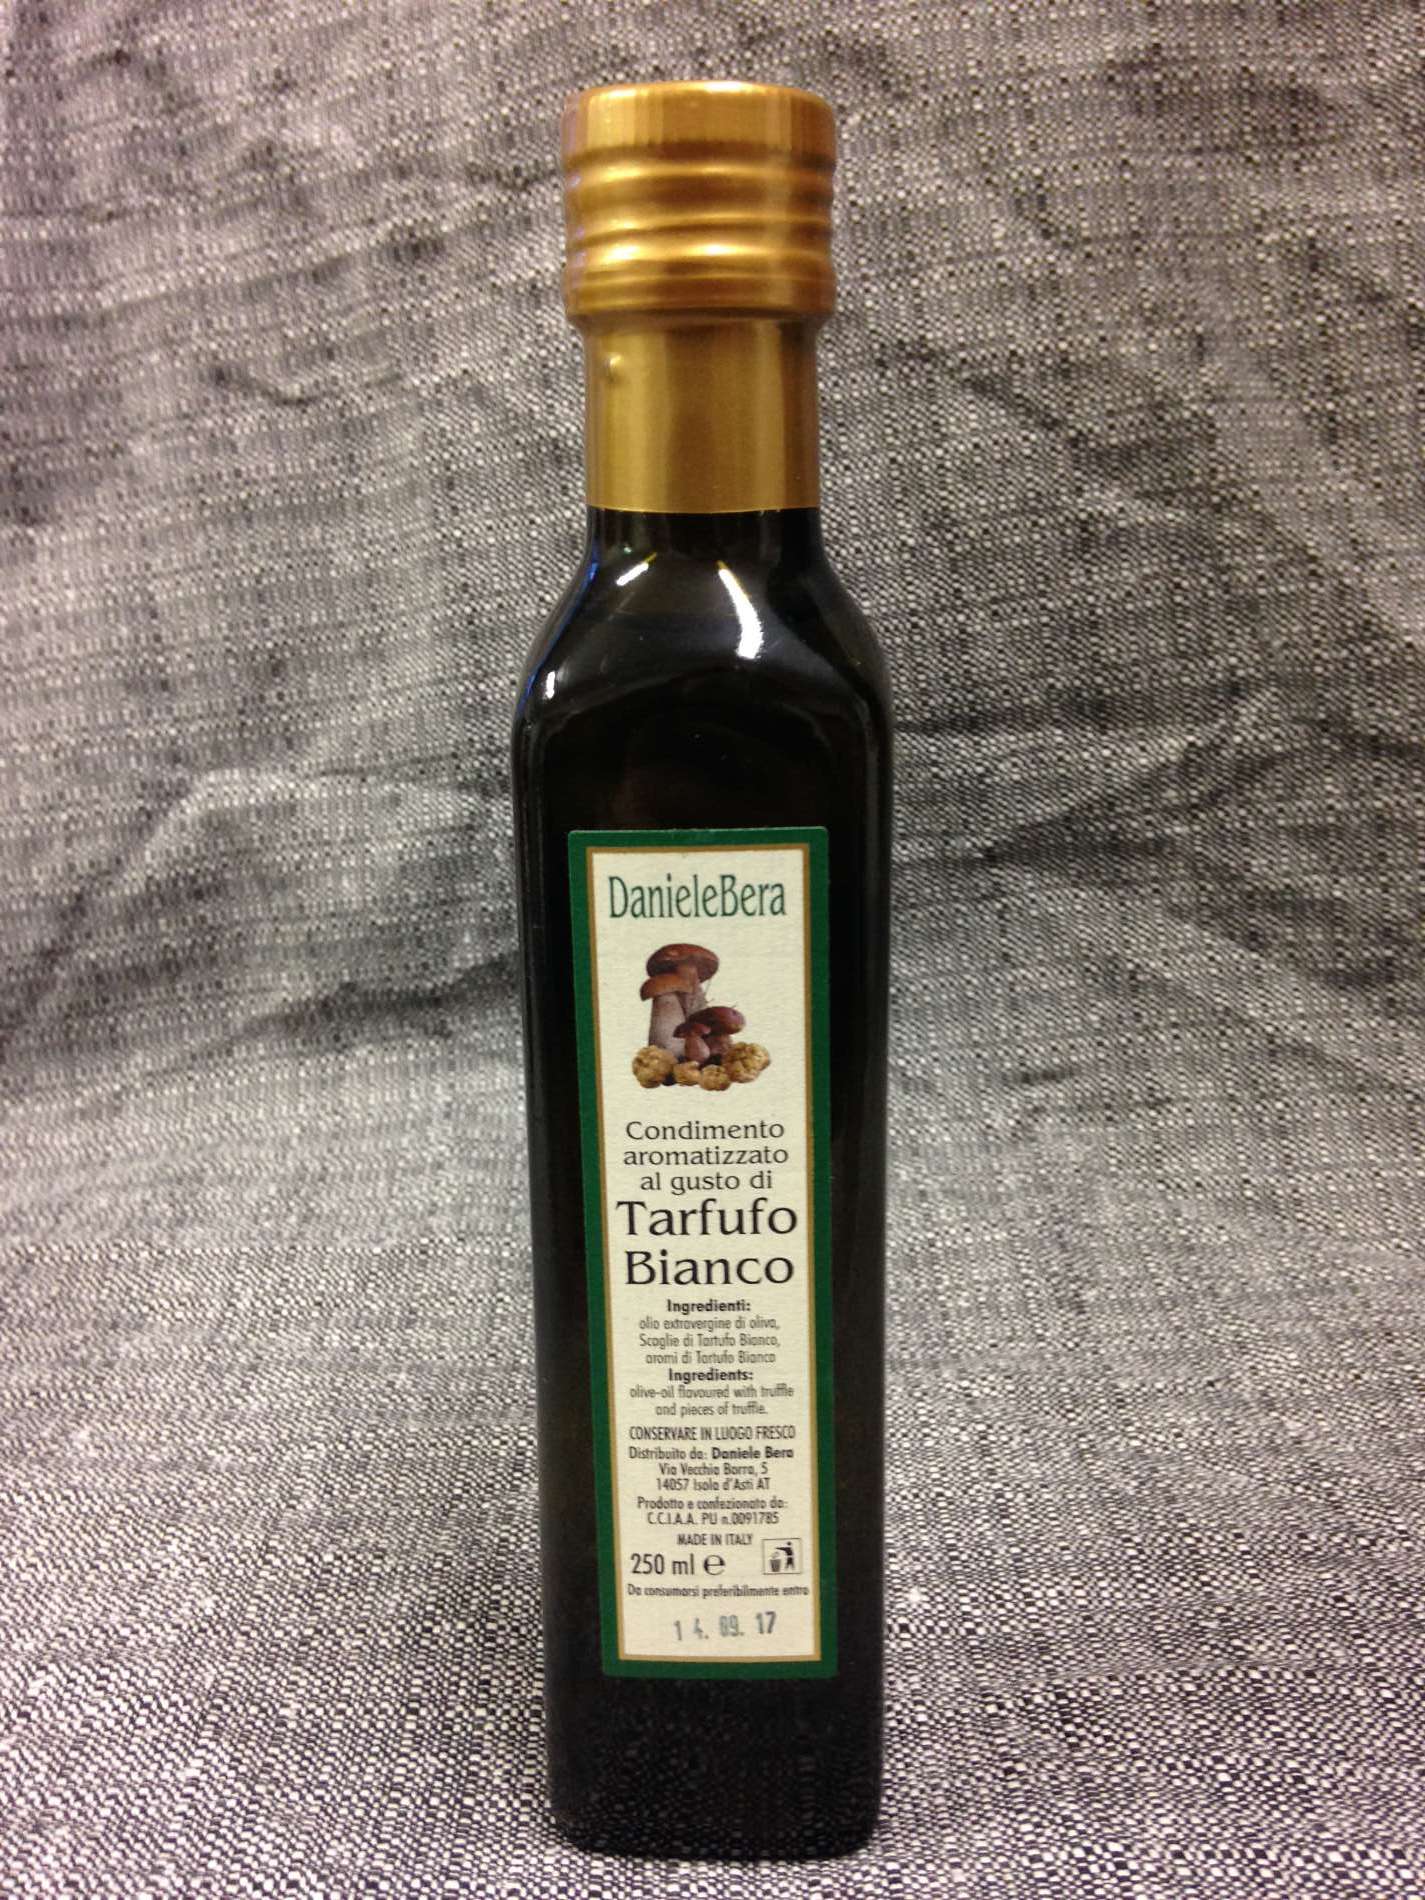 DanieleBera
Condimento
aromatizzato
al gusto di
Tarfufo
Bianco
Ingredienti:
olio extravergine di oliva,
Scaglie di Tartufo Bianco,
aromi di Tartufo Bianco
Ingredients:
olive-oil flavoured with truffle
and pieces of truffle.
CONSERVARE IN LUOGO FRESCO
Distribuito da: Daniele Bera
Via Vecchia Barra, 5
14057 Isola d'Asti AT
Prodotto e confezionato da:
C.C.I.A.A. PU n.0091785
MADE IN ITALY
250 ml ℮
Da consumarsi preferibilmente entro
14. 09. 17